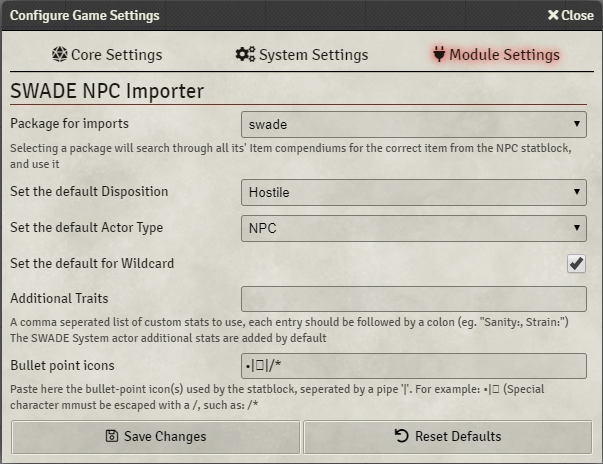 Configure Game Settings
Close
Core Settings
System Settings
Module Settings
SWADE NPC Importer
Package for imports
swade
Selecting a package will search through all its' Item compendiums for the correct item from the NPC statblock,
and use it
Set the default Disposition
Hostile
Set the default Actor Type
NPC
Set the default for Wildcard
Additional Traits
A comma seperated list of custom stats to use, each entry should be followed by a colon (eg. "Sanity:, Strain:")
The SWADE System actor additional stats are added by default
Bullet point icons
•|▯|/*
Paste here the bullet-point icon(s) used by the statblock, seperated by a pipe '|'. For example: •|▯ (Special
character mmust be escaped with a /, such as: /*
Save Changes
Reset Defaults